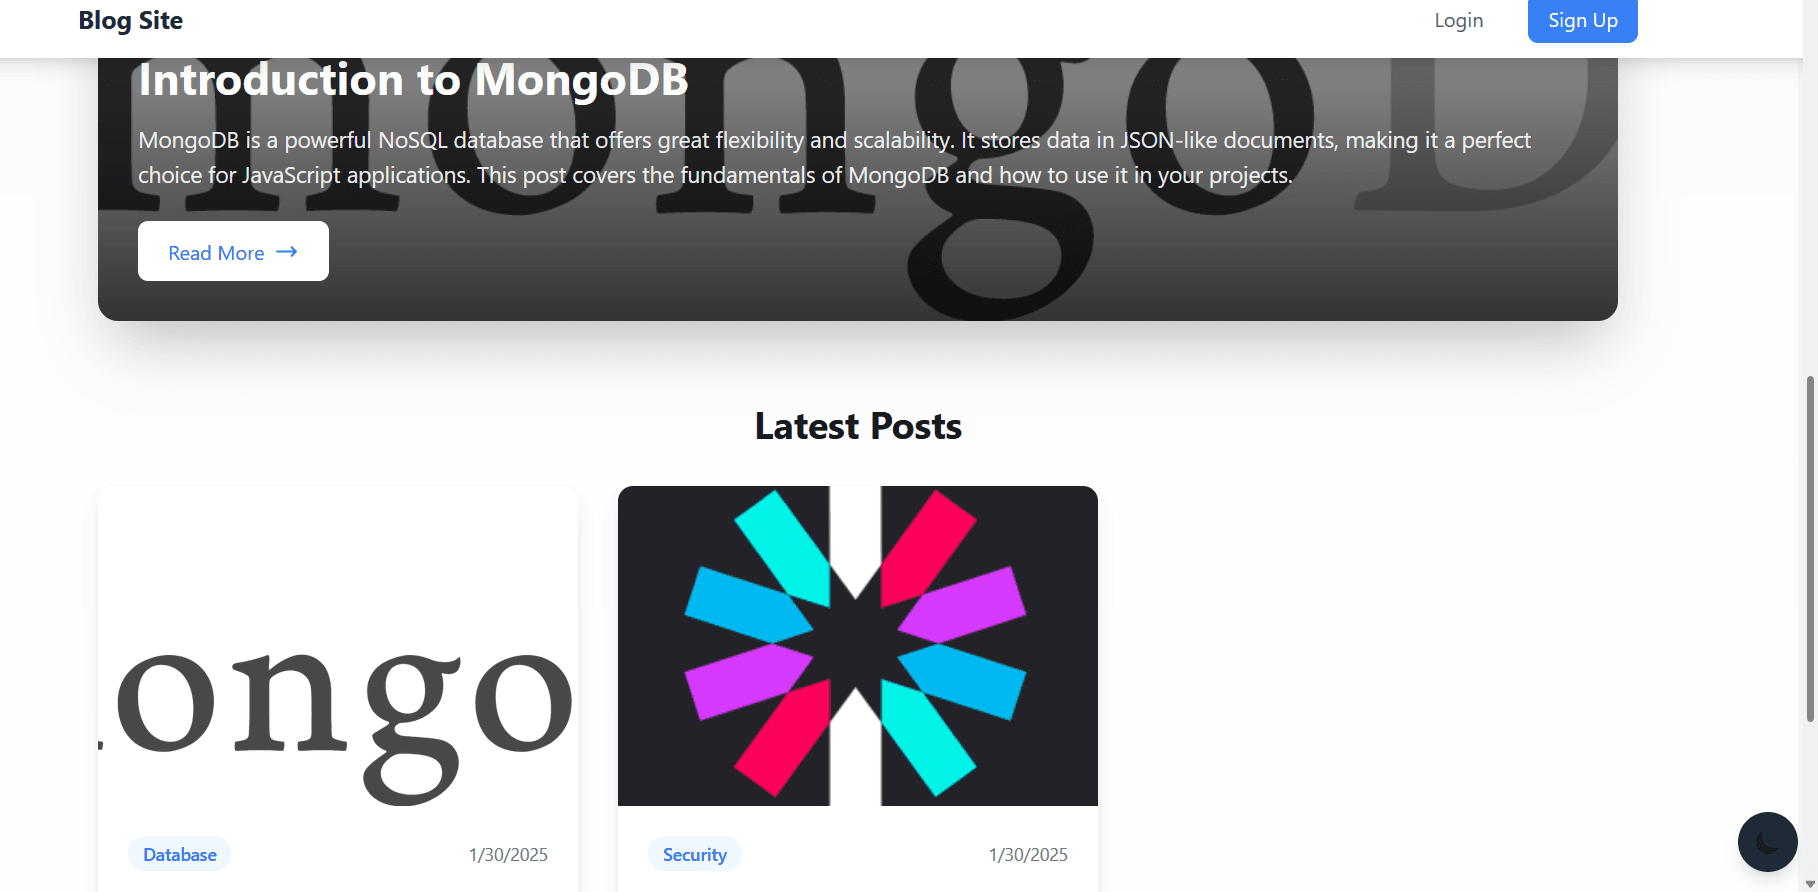 Blog Site
Login
Sign Up
Introduction to MongoDB
MongoDB is a powerful NoSQL database that offers great flexibility and scalability. It stores data in JSON-like documents, making it a perfect
choice for JavaScript applications. This post covers the fundamentals of MongoDB and how to use it in your projects.
mongoD
Read More →
Latest Posts
ongo
Database
1/30/2025
Security
1/30/2025